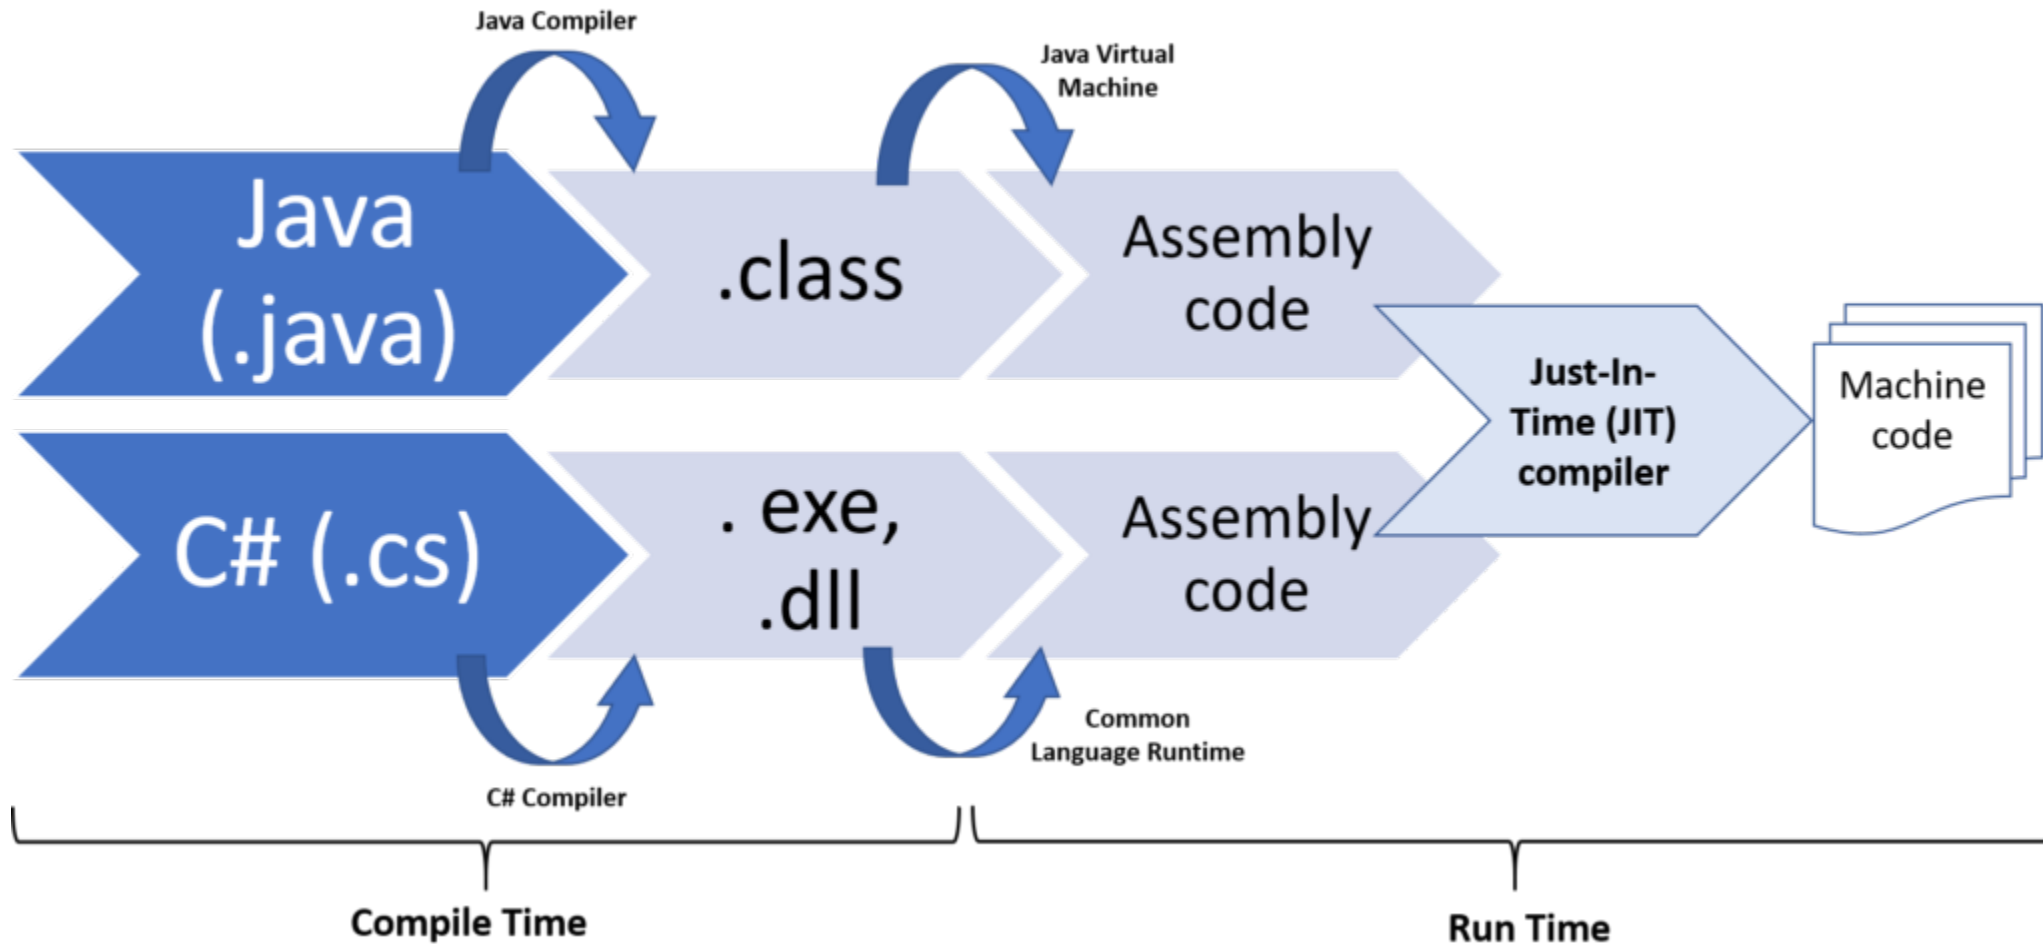 Java Compiler
Java Virtual
Machine
Java
(.java)
.class
Assembly
code
Just-In-
Time (JIT)
compiler
Machine
code
C# (.cs)
. exe,
.dll
Assembly
code
Common
Language Runtime
C# Compiler
Compile Time
Run Time